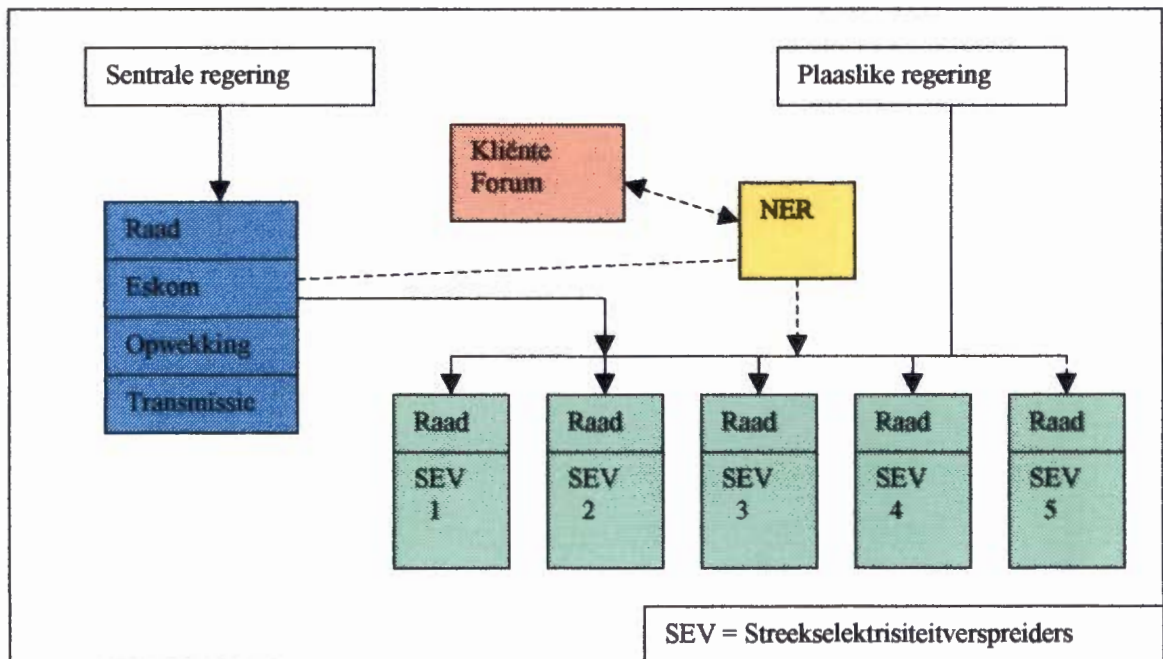 Sentrale regering
Plaaslike regering
Kliënte
Forum
NER
Raad
Eskom
Opwekking
Transmissie
Raad
SEV
1
Raad
SEV
2
Raad
SEV
3
Raad
SEV
4
Raad
SEV
5
SEV = Streekselektrisiteitverspreiders